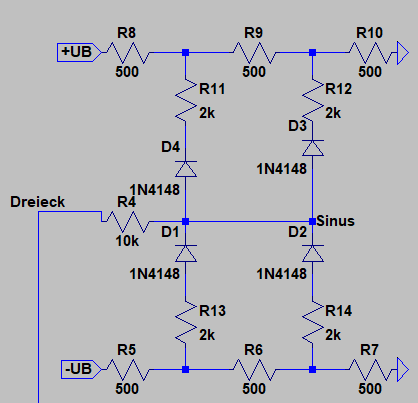 R8 R9 R10
+UB
500 500 500
R11 R12
2k 2k
D3
D4
1N4148 1N4148
Dreieck R4 Sinus
10k D1 D2
1N4148 1N4148
R13 R14
2k 2k
R5 R6 R7
-UB
500 500 500